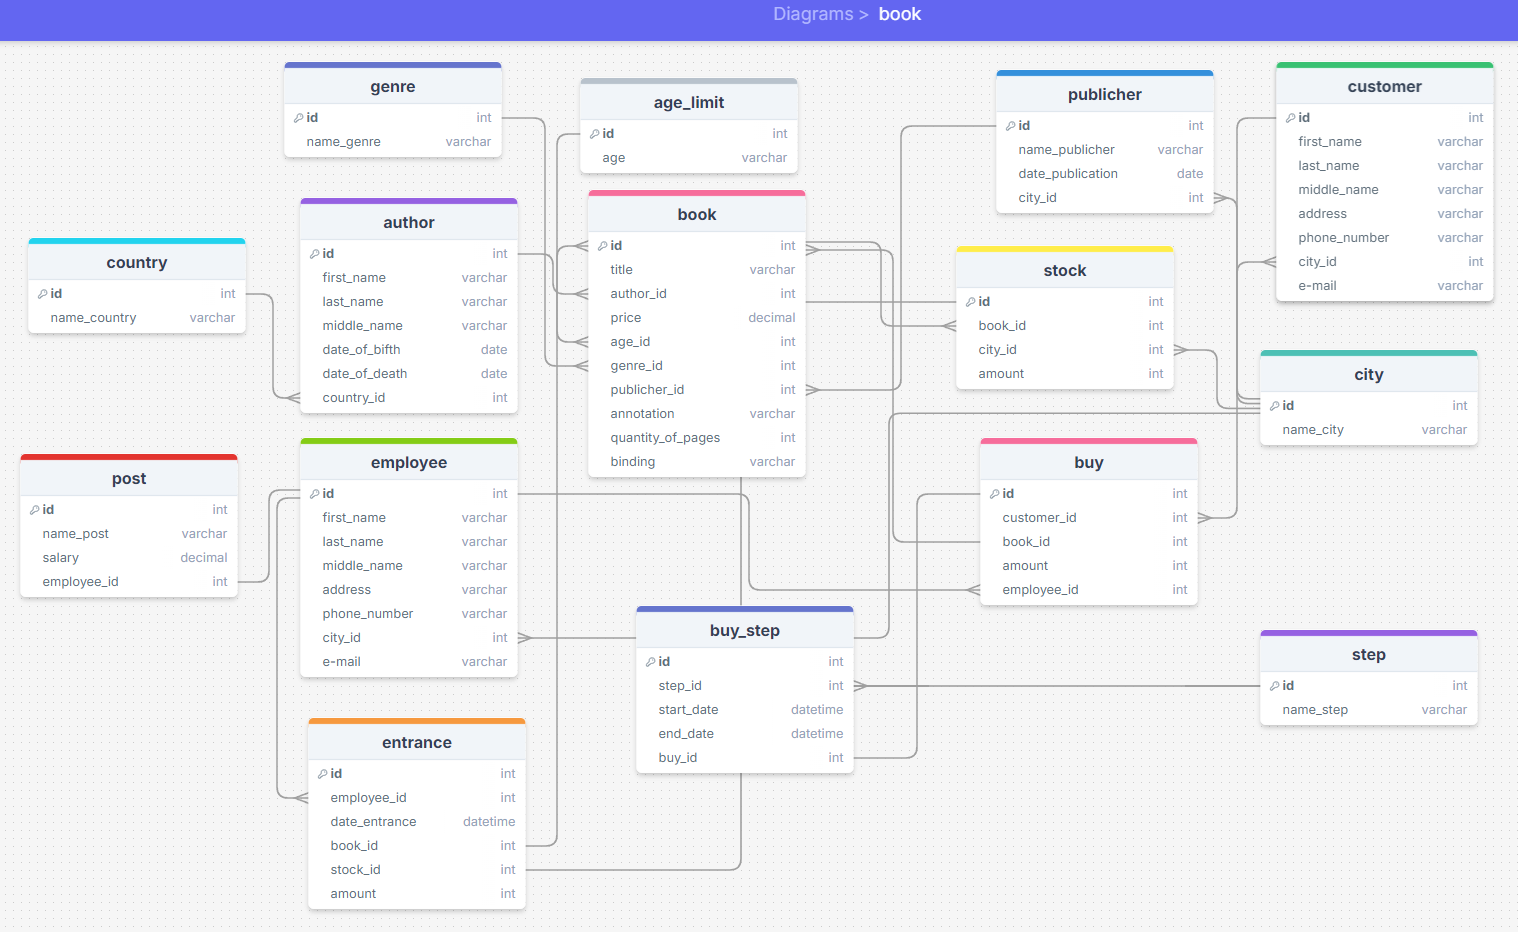 Diagrams > book
genre
id int
name_genre varchar
age_limit
id int
age varchar
publicher
id int
name_publicher varchar
date_publication date
city_id int
customer
id int
first_name varchar
last_name varchar
middle_name varchar
address varchar
phone_number varchar
city_id int
e-mail varchar
country
id int
name_country varchar
author
id int
first_name varchar
last_name varchar
middle_name varchar
date_of_bifth date
date_of_death date
country_id int
book
id int
title varchar
author_id int
price decimal
age_id int
genre_id int
publicher_id int
annotation varchar
quantity_of_pages int
binding varchar
stock
id int
book_id int
city_id int
amount int
city
id int
name_city varchar
post
id int
name_post varchar
salary decimal
employee_id int
employee
id int
first_name varchar
last_name varchar
middle_name varchar
address varchar
phone_number varchar
city_id int
e-mail varchar
buy
id int
customer_id int
book_id int
amount int
employee_id int
buy_step
id int
step_id int
start_date datetime
end_date datetime
buy_id int
step
id int
name_step varchar
entrance
id int
employee_id int
date_entrance datetime
book_id int
stock_id int
amount int